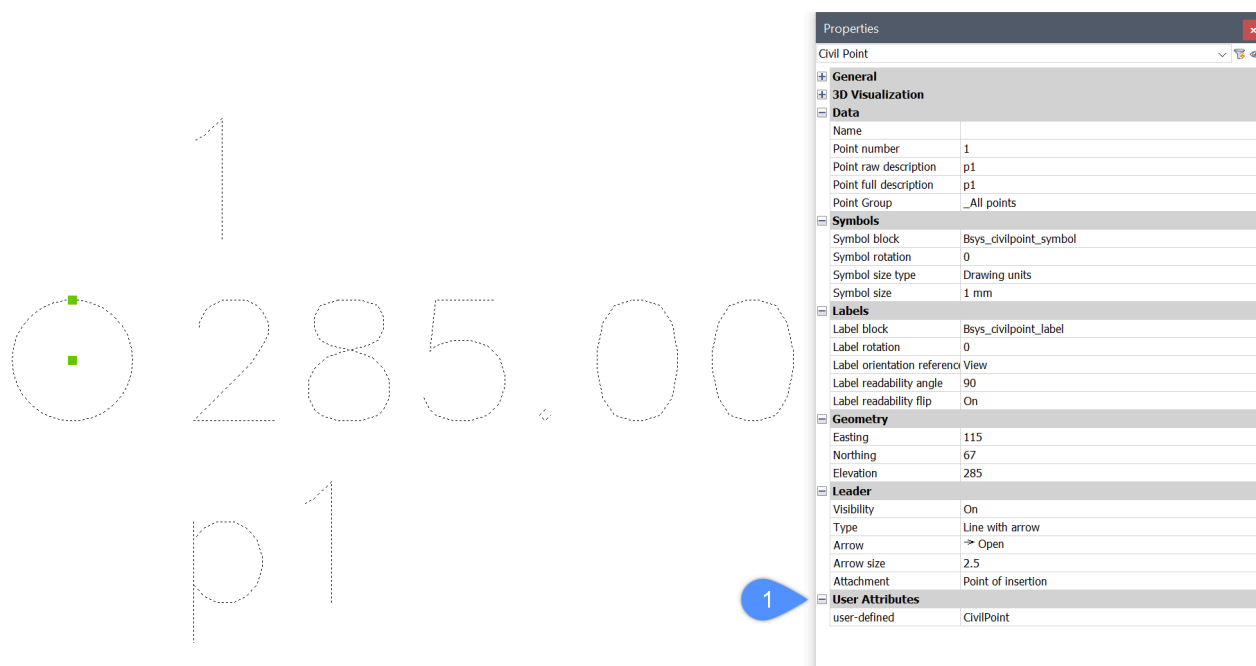 1
285.00
p1
1
Properties
Civil Point
General
3D Visualization
Data
Name
Point number 1
Point raw description p1
Point full description p1
Point Group _All points
Symbols
Symbol block Bsys_civilpoint_symbol
Symbol rotation 0
Symbol size type Drawing units
Symbol size 1 mm
Labels
Label block Bsys_civilpoint_label
Label rotation 0
Label orientation referenc View
Label readability angle 90
Label readability flip On
Geometry
Easting 115
Northing 67
Elevation 285
Leader
Visibility On
Type Line with arrow
Arrow Open
Arrow size 2.5
Attachment Point of insertion
User Attributes
user-defined CivilPoint